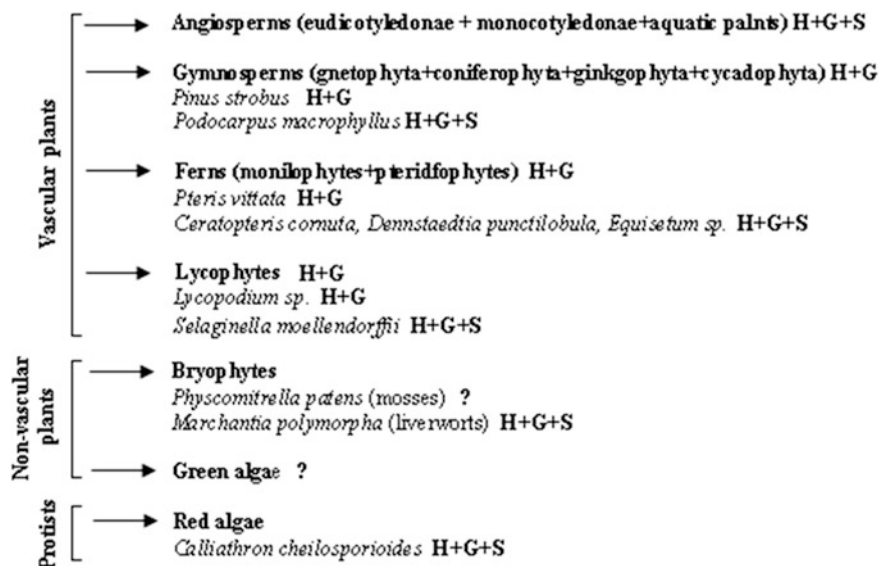 Vascular plants
Angiosperms (eudicotyledonae + monocotyledonae+aquatic palnts) H+G+S
Gymnosperms (gnetophyta+coniferophyta+ginkgophyta+cycadophyta) H+G
Pinus strobus H+G
Podocarpus macrophyllus H+G+S
Ferns (monilophytes+pteridfophytes) H+G
Pteris vittata H+G
Ceratopteris cornuta, Dennstaedtia punctilobula, Equisetum sp. H+G+S
Lycophytes H+G
Lycopodium sp. H+G
Selaginella moellendorffii H+G+S
Non-vascular
plants
Bryophytes
Physcomitrella patens (mosses) ?
Marchantia polymorpha (liverworts) H+G+S
Green algae ?
Protists
Red algae
Calliathron cheilosporioides H+G+S